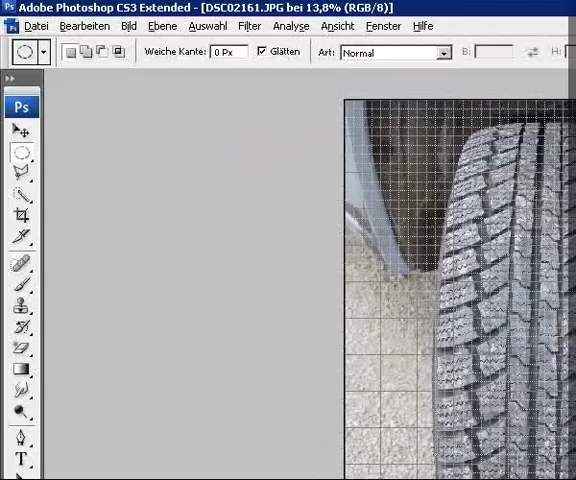 Ps Adobe Photoshop CS3 Extended - [DSC02161.JPG bei 13,8% (RGB/8)]
Datei Bearbeiten Bild Ebene Auswahl Filter Analyse Ansicht Fenster Hilfe
Weiche Kante: 0 Px Glätten Art: Normal B: H:
Ps
T